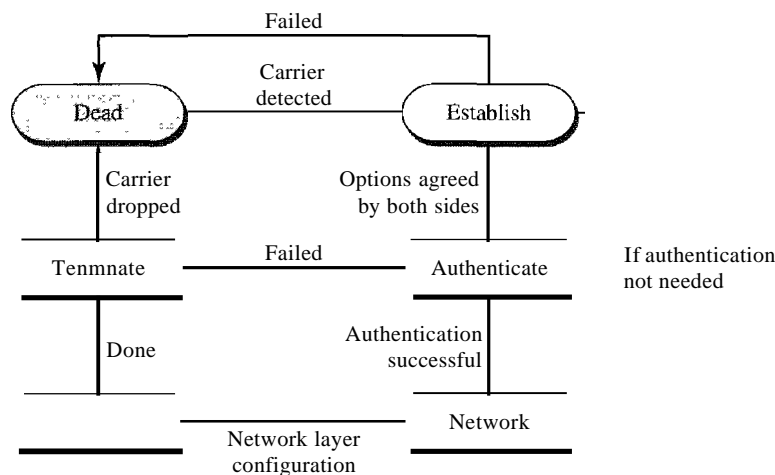 Failed
Carrier
detected
Dead
Establish
Carrier
dropped
Options agreed
by both sides
Tenmnate
Failed
Authenticate
If authentication
not needed
Done
Authentication
successful
Network
Network layer
configuration